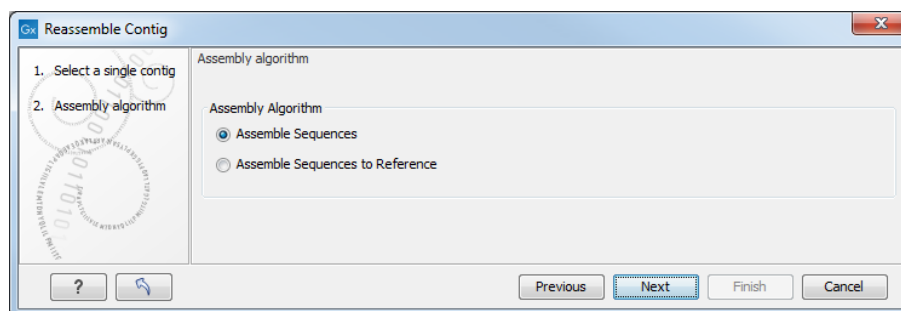 Gx Reassemble Contig
1. Select a single contig
2. Assembly algorithm
Assembly algorithm
Assembly Algorithm
Assemble Sequences
Assemble Sequences to Reference
?
Previous
Next
Finish
Cancel